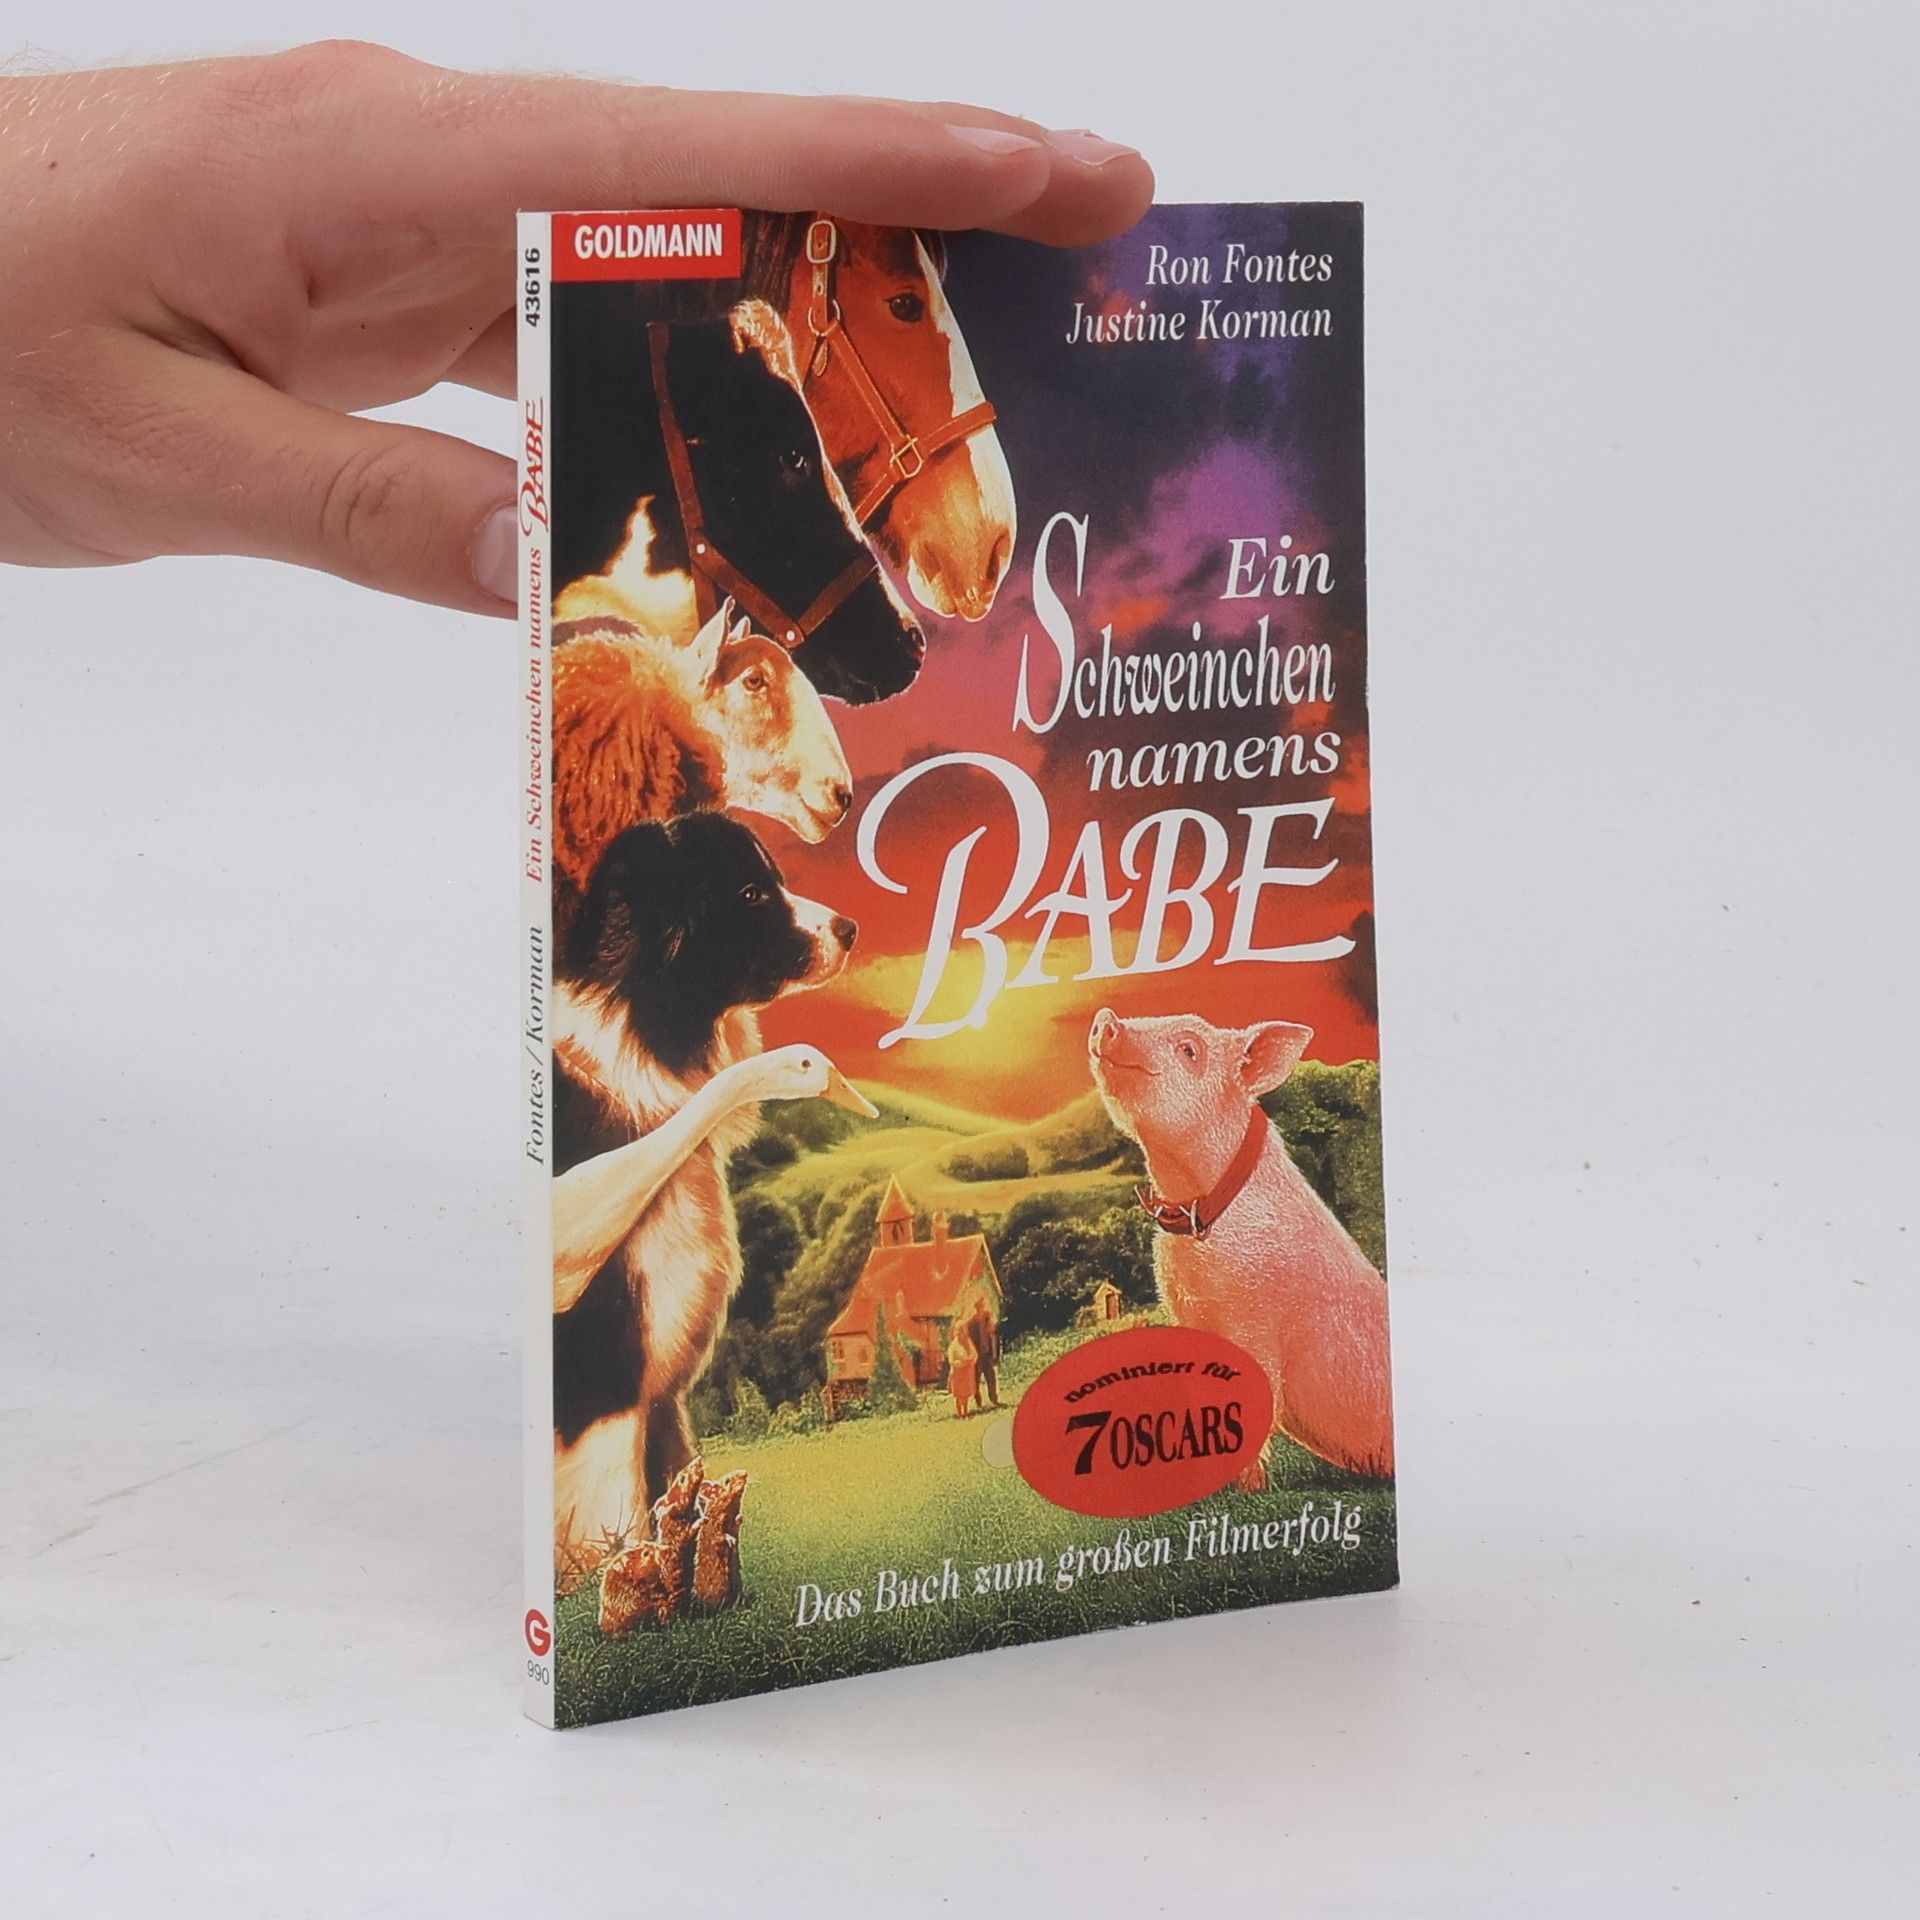 GOLDMANN
Ron Fontes
Justine Korman
Ein
Schweinchen
namens
BABE
nominiert für
7 OSCARS
Das Buch zum großen Filmerfolg
Fontes/Korman Ein Schweinchen namens BABE 43616
G
990